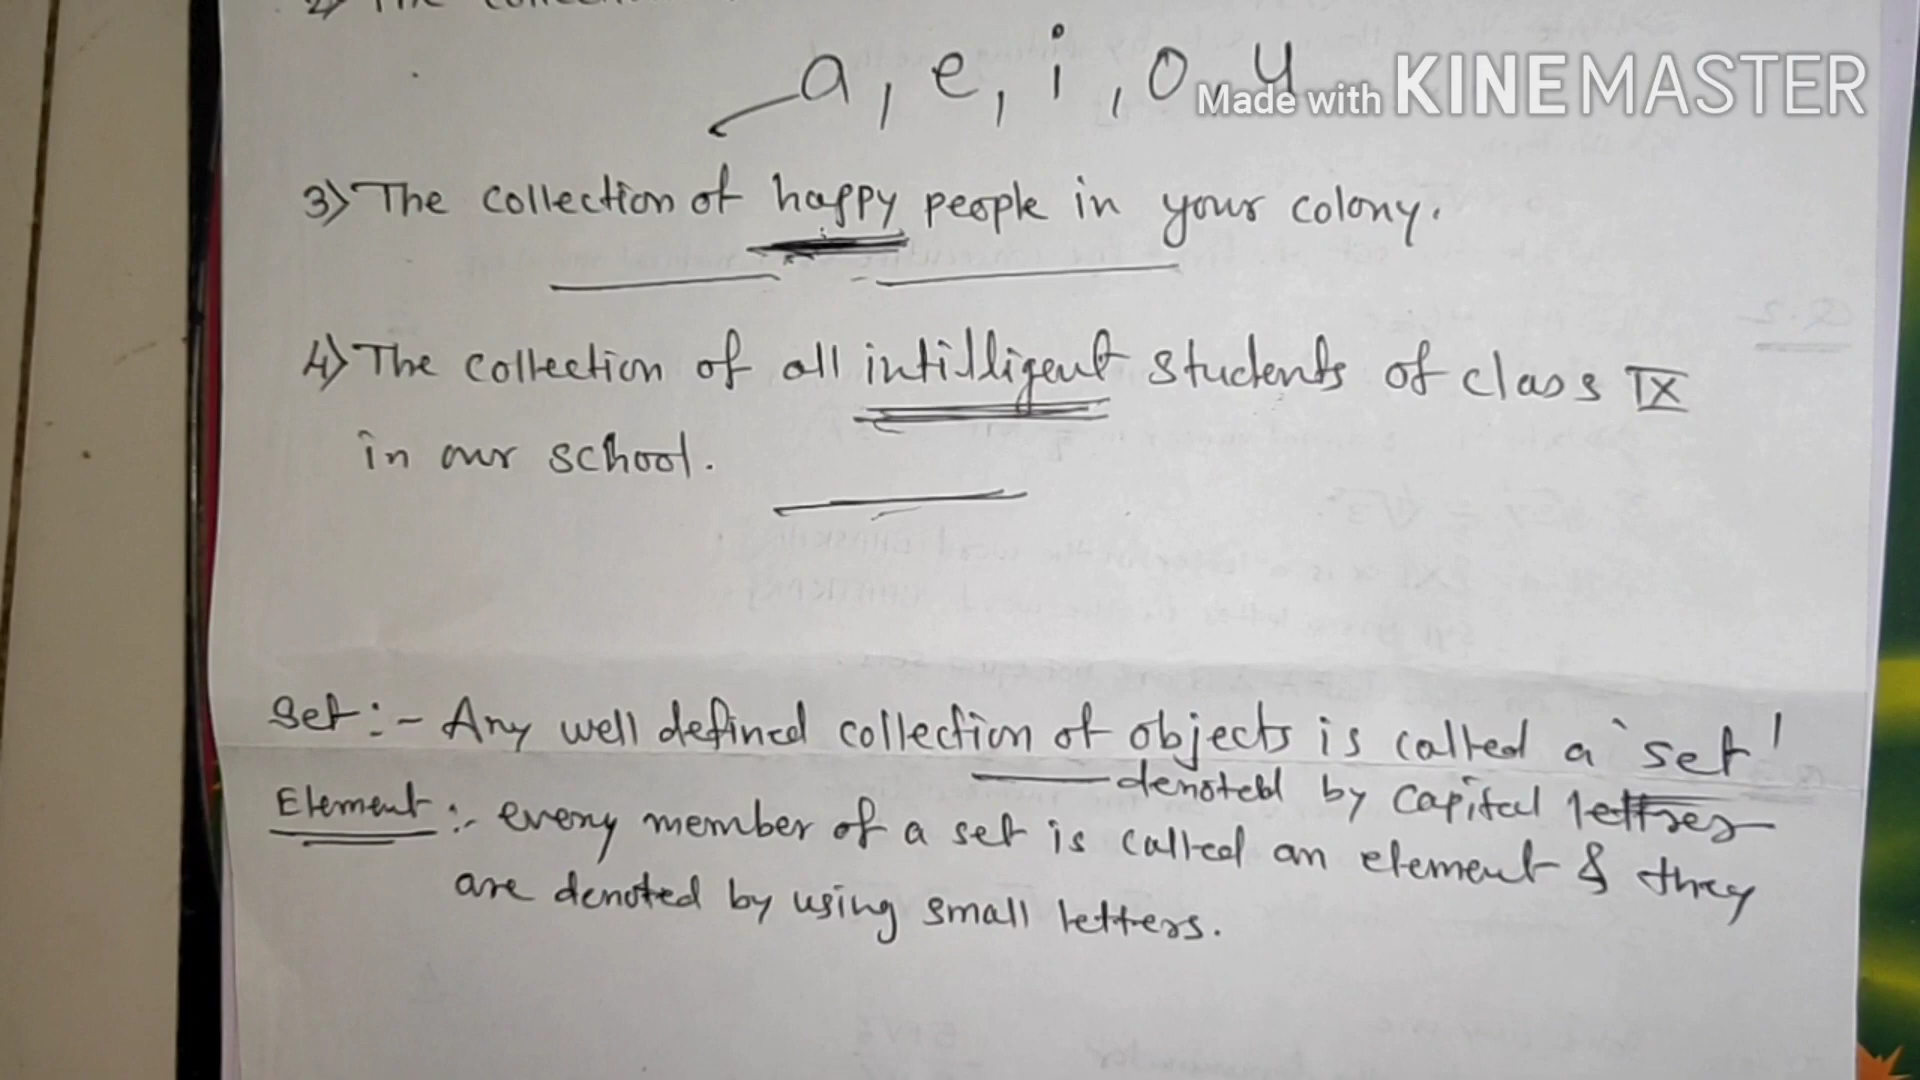 a, e, i, o u
Made with KINEMASTER
3) The collection of happy people in your colony.
4) The collection of all intilligent students of class IX
in our school.
Set :- Any well defined collection of objects is called a 'set'
denoted by capital letters
Element :- every member of a set is called an element & they
are denoted by using small letters.